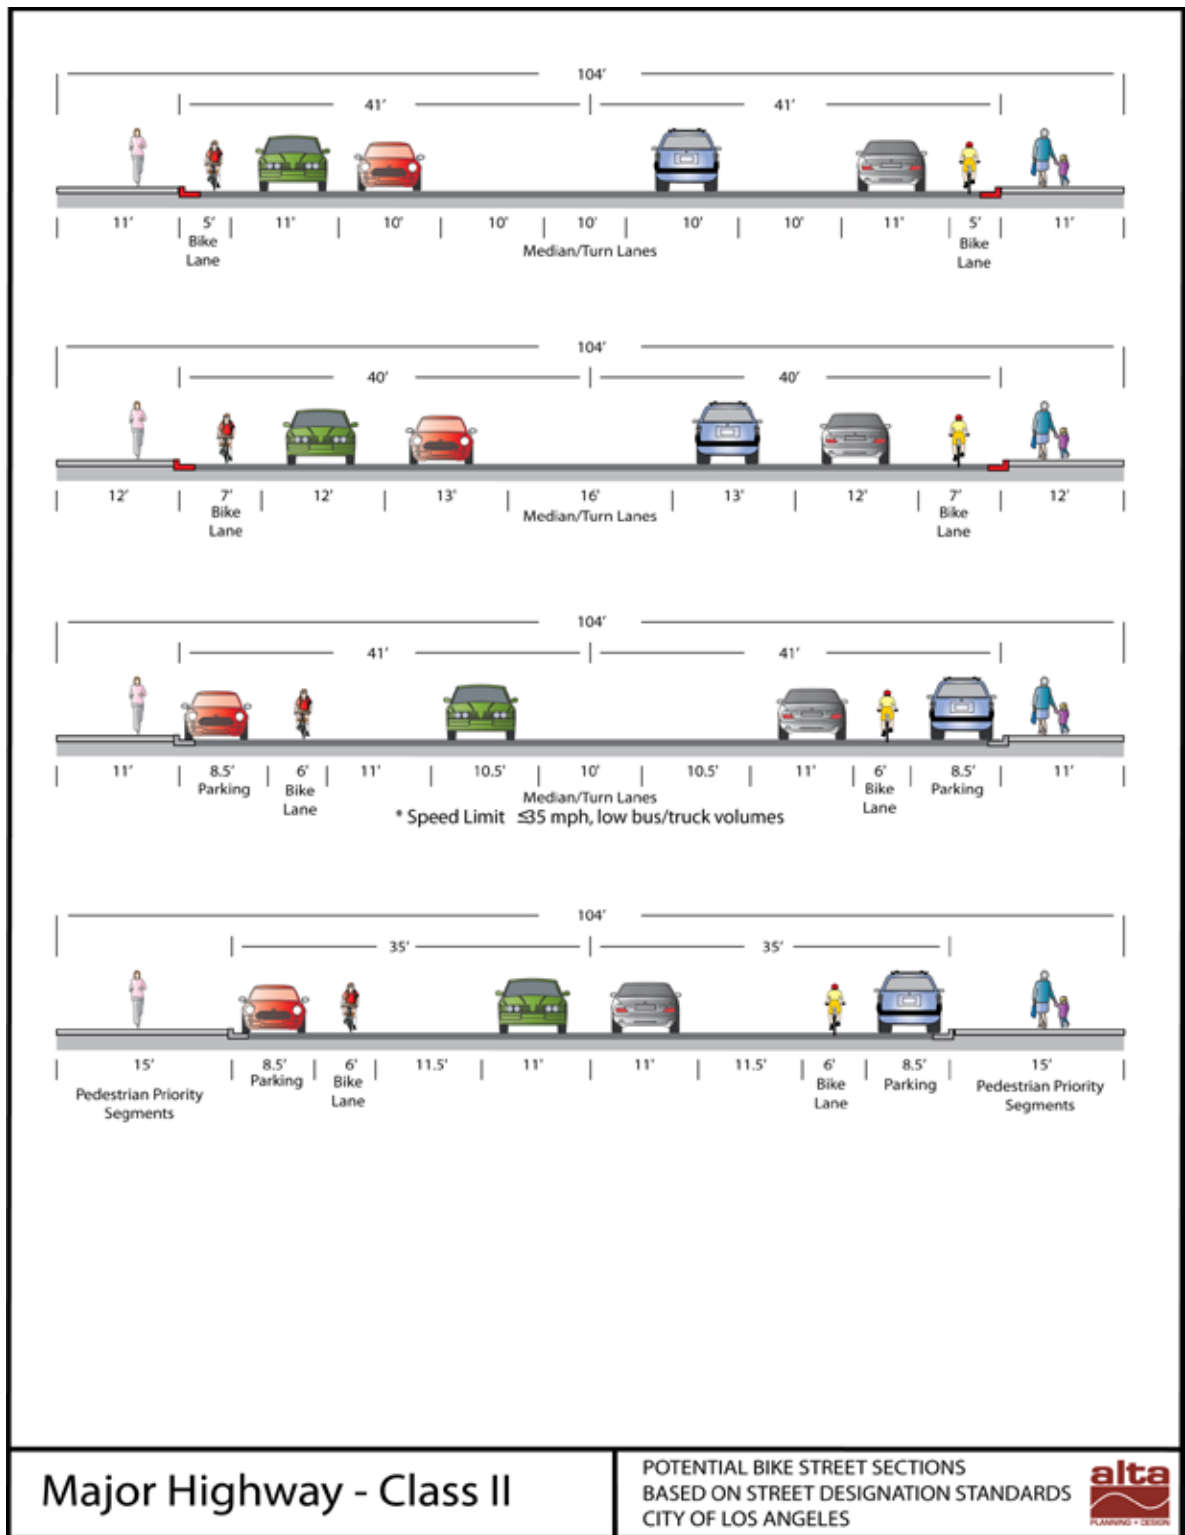 104'
41' 41'
11' 5' 11' 10' 10' 10' 10' 10' 11' 5' 11'
Bike
Lane
Median/Turn Lanes
Bike
Lane
104'
40' 40'
12' 7' 12' 13' 16' 13' 12' 7' 12'
Bike
Lane
Median/Turn Lanes
Bike
Lane
104'
41' 41'
11' 8.5' 6' 11' 10.5' 10' 10.5' 11' 6' 8.5' 11'
Parking
Bike
Lane
Median/Turn Lanes
Bike
Lane
Parking
* Speed Limit ≤35 mph, low bus/truck volumes
104'
35' 35'
15' 8.5' 6' 11.5' 11' 11' 11.5' 6' 8.5' 15'
Pedestrian Priority
Segments
Parking
Bike
Lane
Bike
Lane
Parking
Pedestrian Priority
Segments
Major Highway - Class II
POTENTIAL BIKE STREET SECTIONS
BASED ON STREET DESIGNATION STANDARDS
CITY OF LOS ANGELES
alta
PLANNING + DESIGN